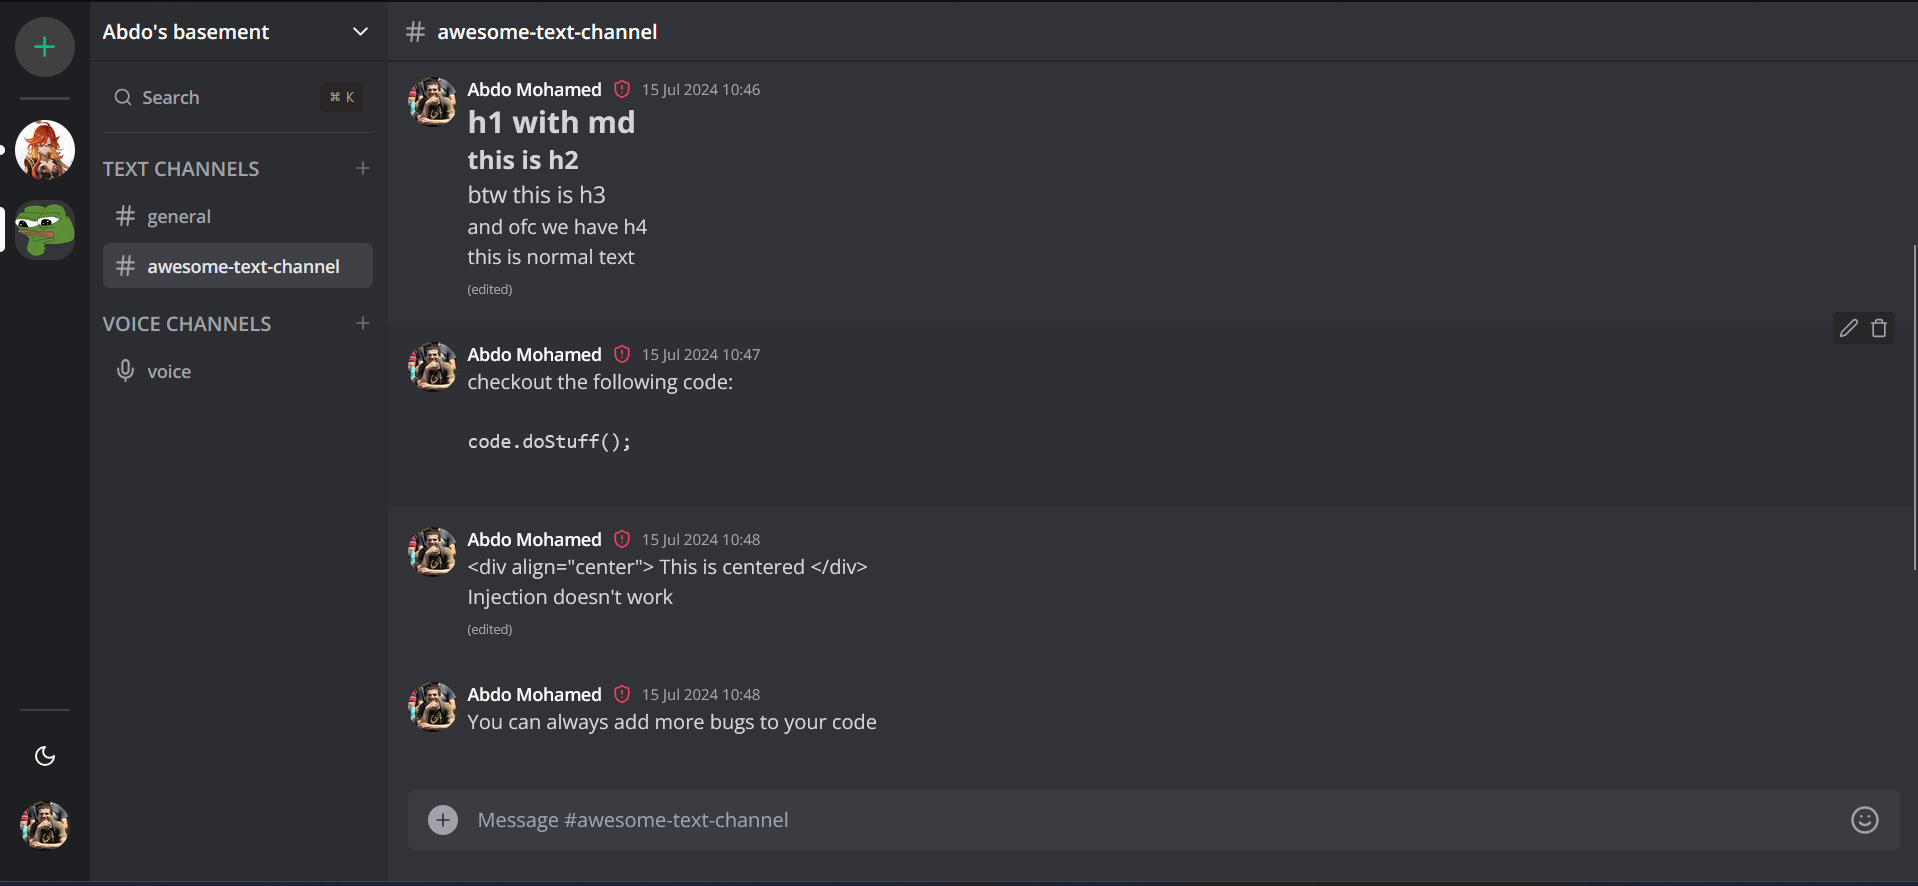 Abdo's basement
Search
⌘ K
TEXT CHANNELS
general
awesome-text-channel
VOICE CHANNELS
voice
# awesome-text-channel
Abdo Mohamed 15 Jul 2024 10:46
h1 with md
this is h2
btw this is h3
and ofc we have h4
this is normal text
(edited)
Abdo Mohamed 15 Jul 2024 10:47
checkout the following code:
code.doStuff();
Abdo Mohamed 15 Jul 2024 10:48
<div align="center"> This is centered </div>
Injection doesn't work
(edited)
Abdo Mohamed 15 Jul 2024 10:48
You can always add more bugs to your code
Message #awesome-text-channel